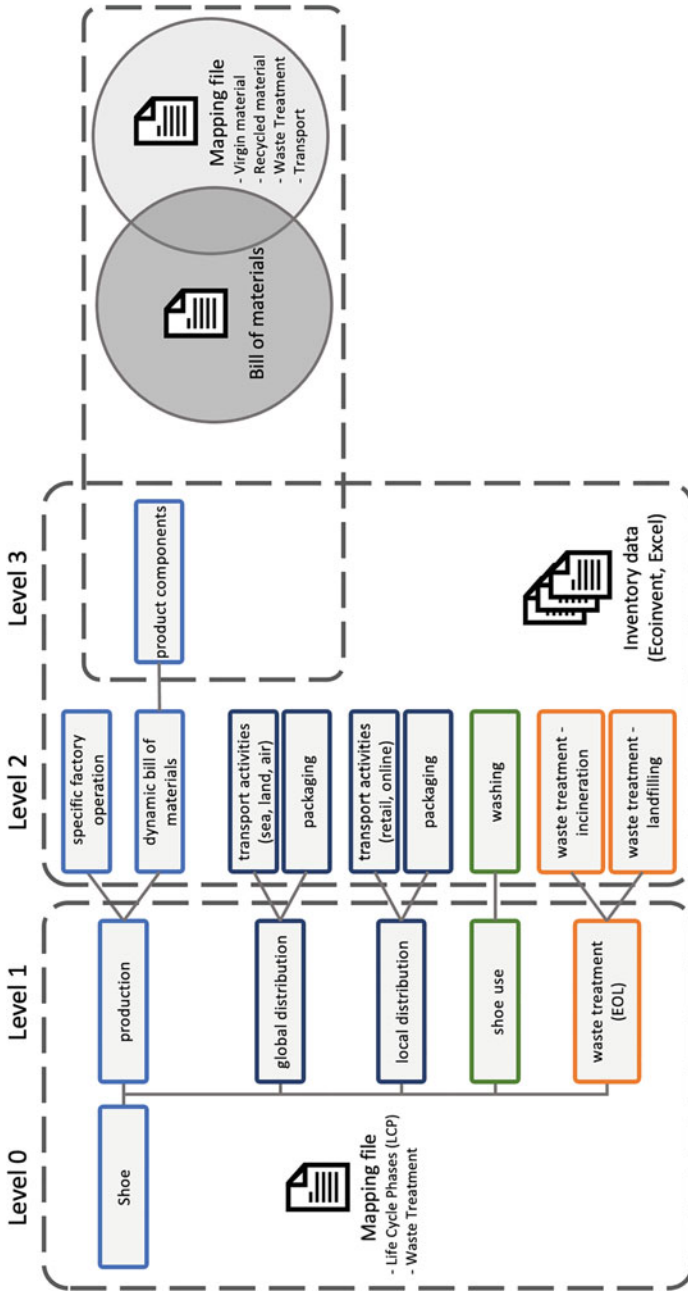 Level 0
Level 1
Level 2
Level 3
Shoe
Mapping file
- Life Cycle Phases (LCP)
- Waste Treatment
production
global distribution
local distribution
shoe use
waste treatment
(EOL)
specific factory
operation
dynamic bill of
materials
transport activities
(sea, land, air)
packaging
transport activities
(retail, online)
packaging
washing
waste treatment -
incineration
waste treatment -
landfilling
product components
Inventory data
(Ecoinvent, Excel)
Bill of materials
Mapping file
- Virgin material
- Recycled material
- Waste Treatment
- Transport